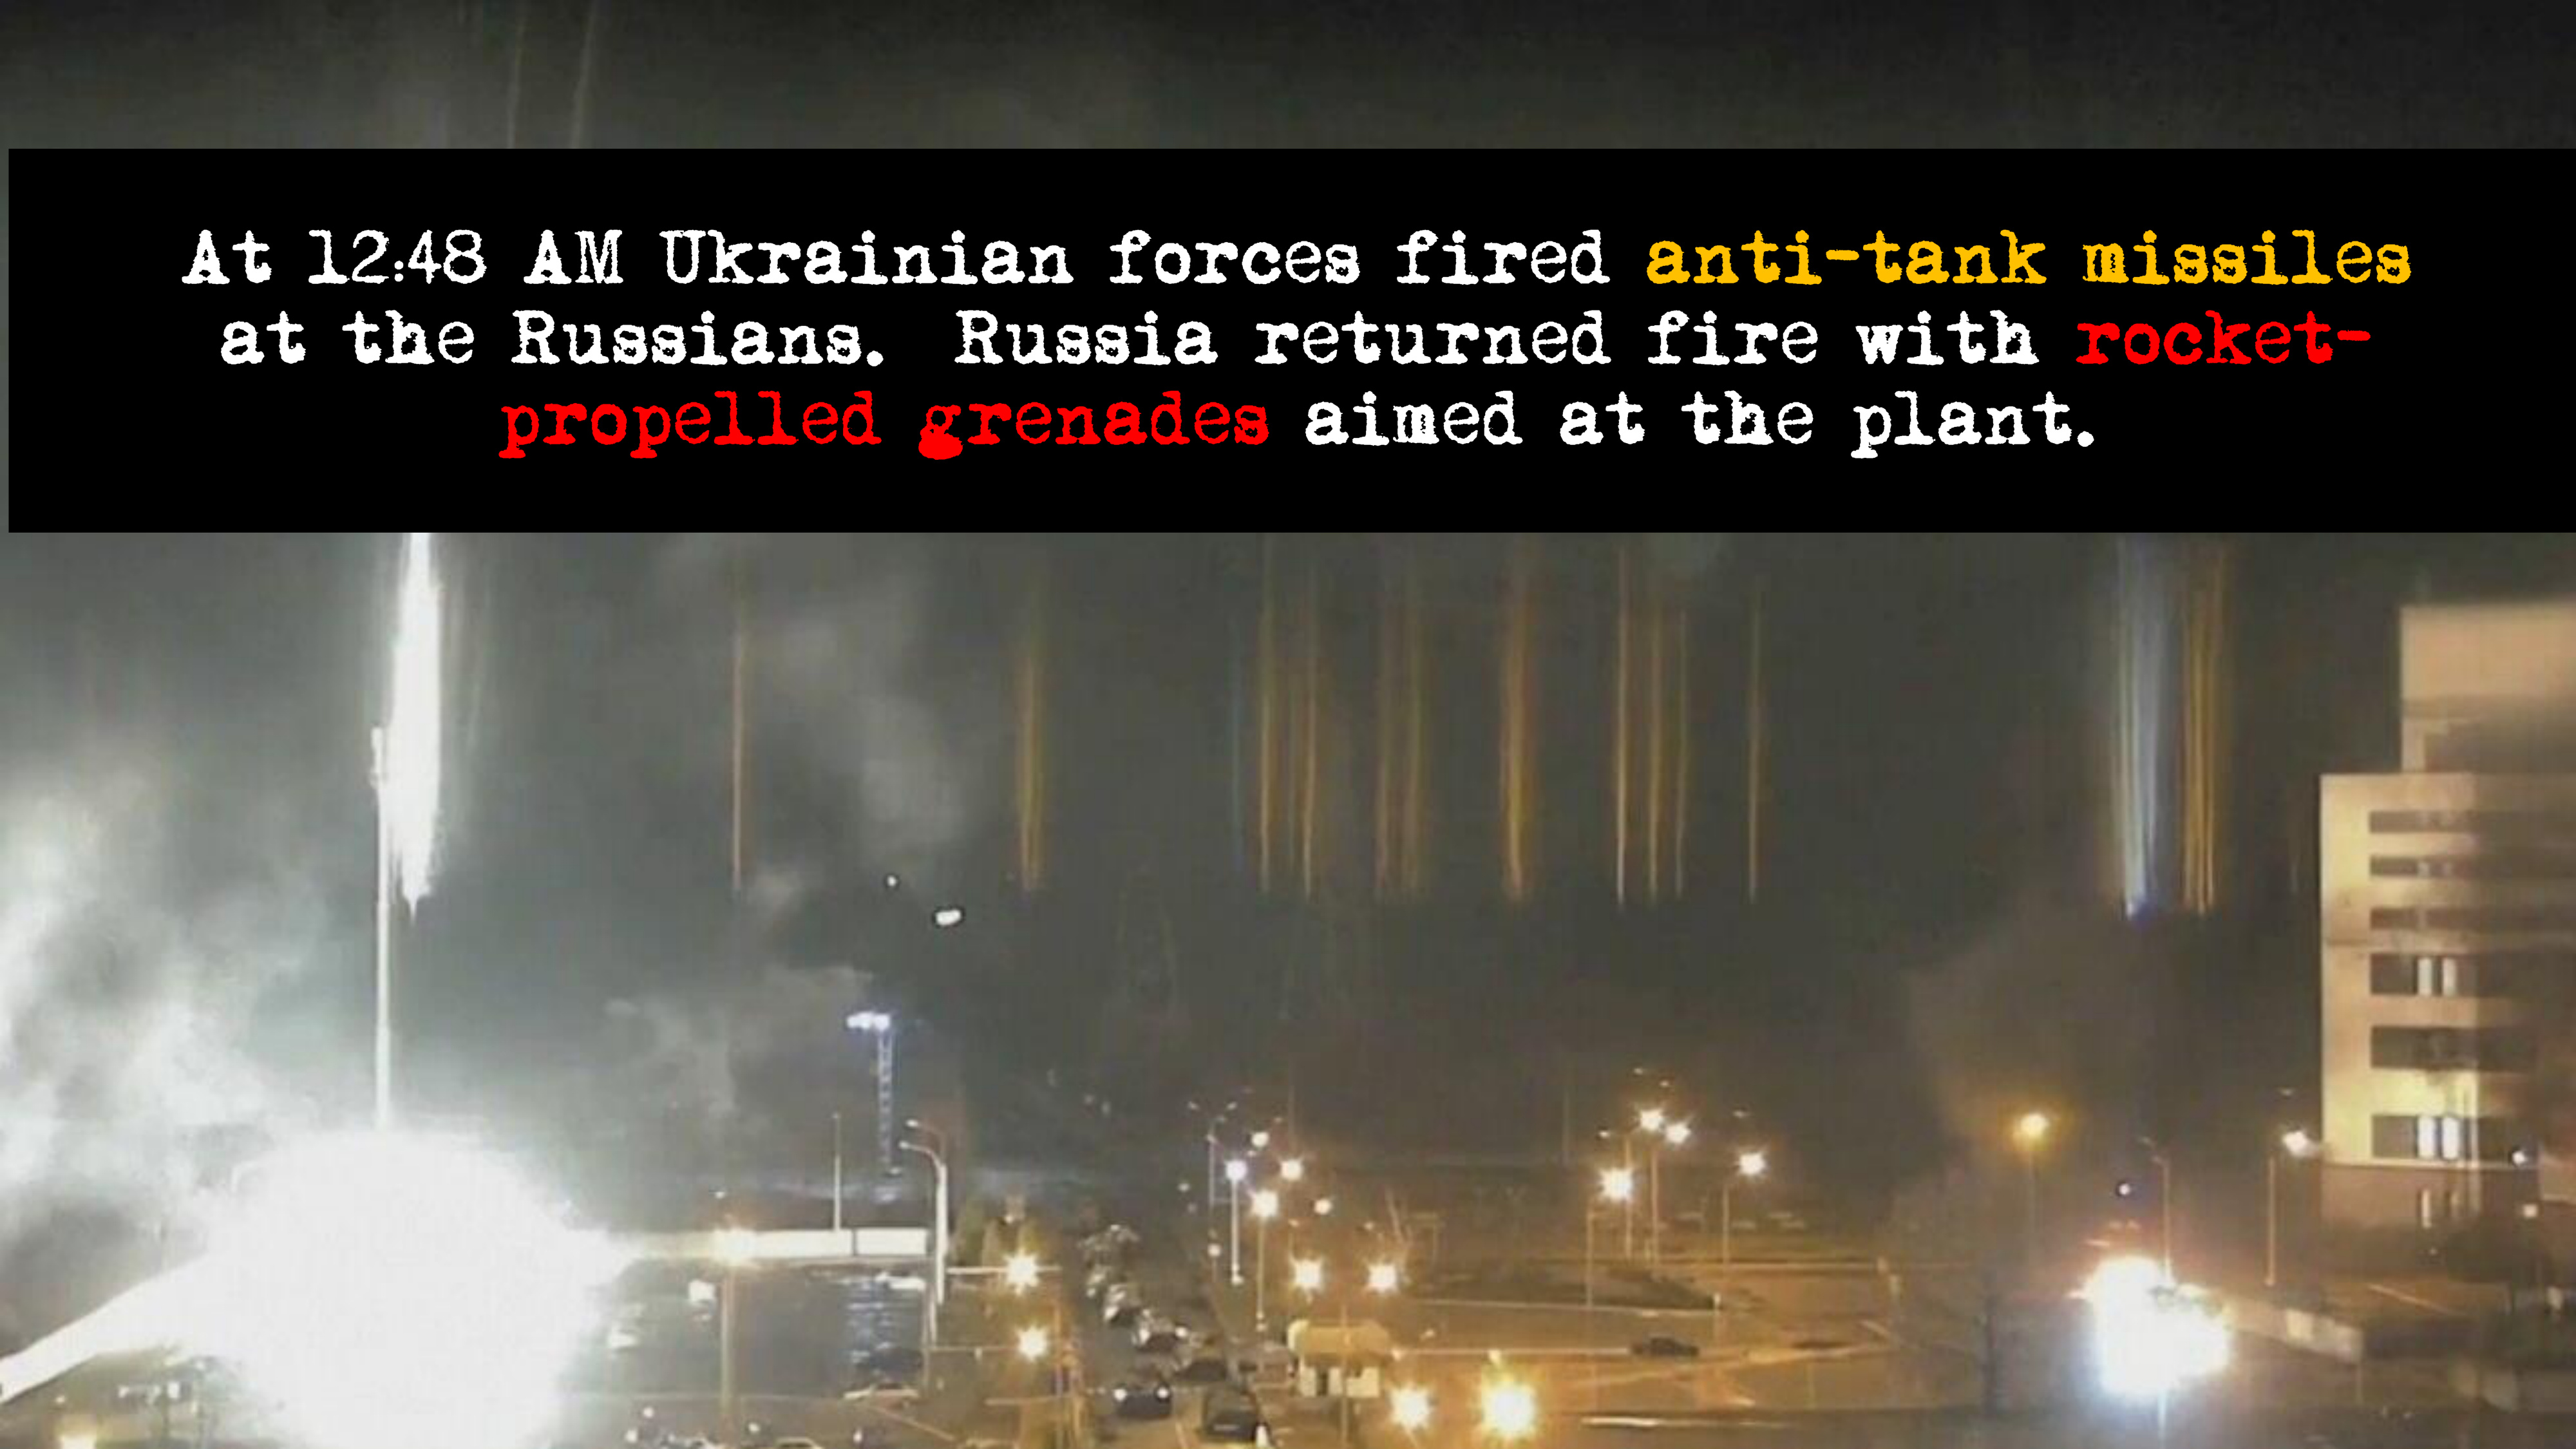 At 12:48 AM Ukrainian forces fired anti-tank missiles
at the Russians.  Russia returned fire with rocket-
propelled grenades aimed at the plant.